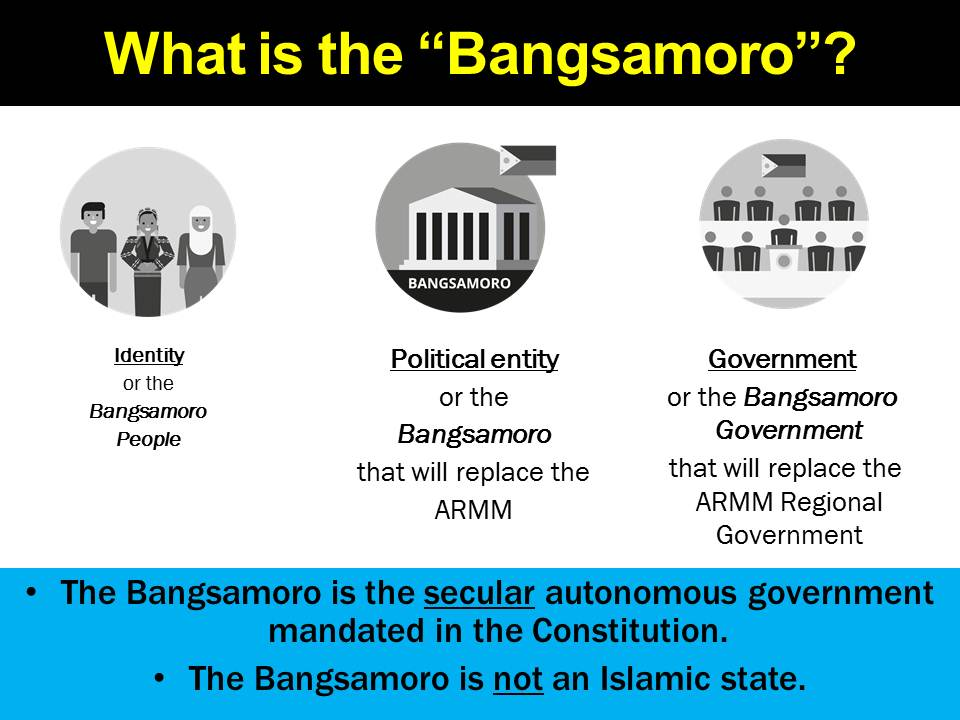 What is the “Bangsamoro”?
BANGSAMORO
Identity
or the
Bangsamoro
People
Political entity
or the
Bangsamoro
that will replace the
ARMM
Government
or the Bangsamoro
Government
that will replace the
ARMM Regional
Government
• The Bangsamoro is the secular autonomous government
mandated in the Constitution.
• The Bangsamoro is not an Islamic state.